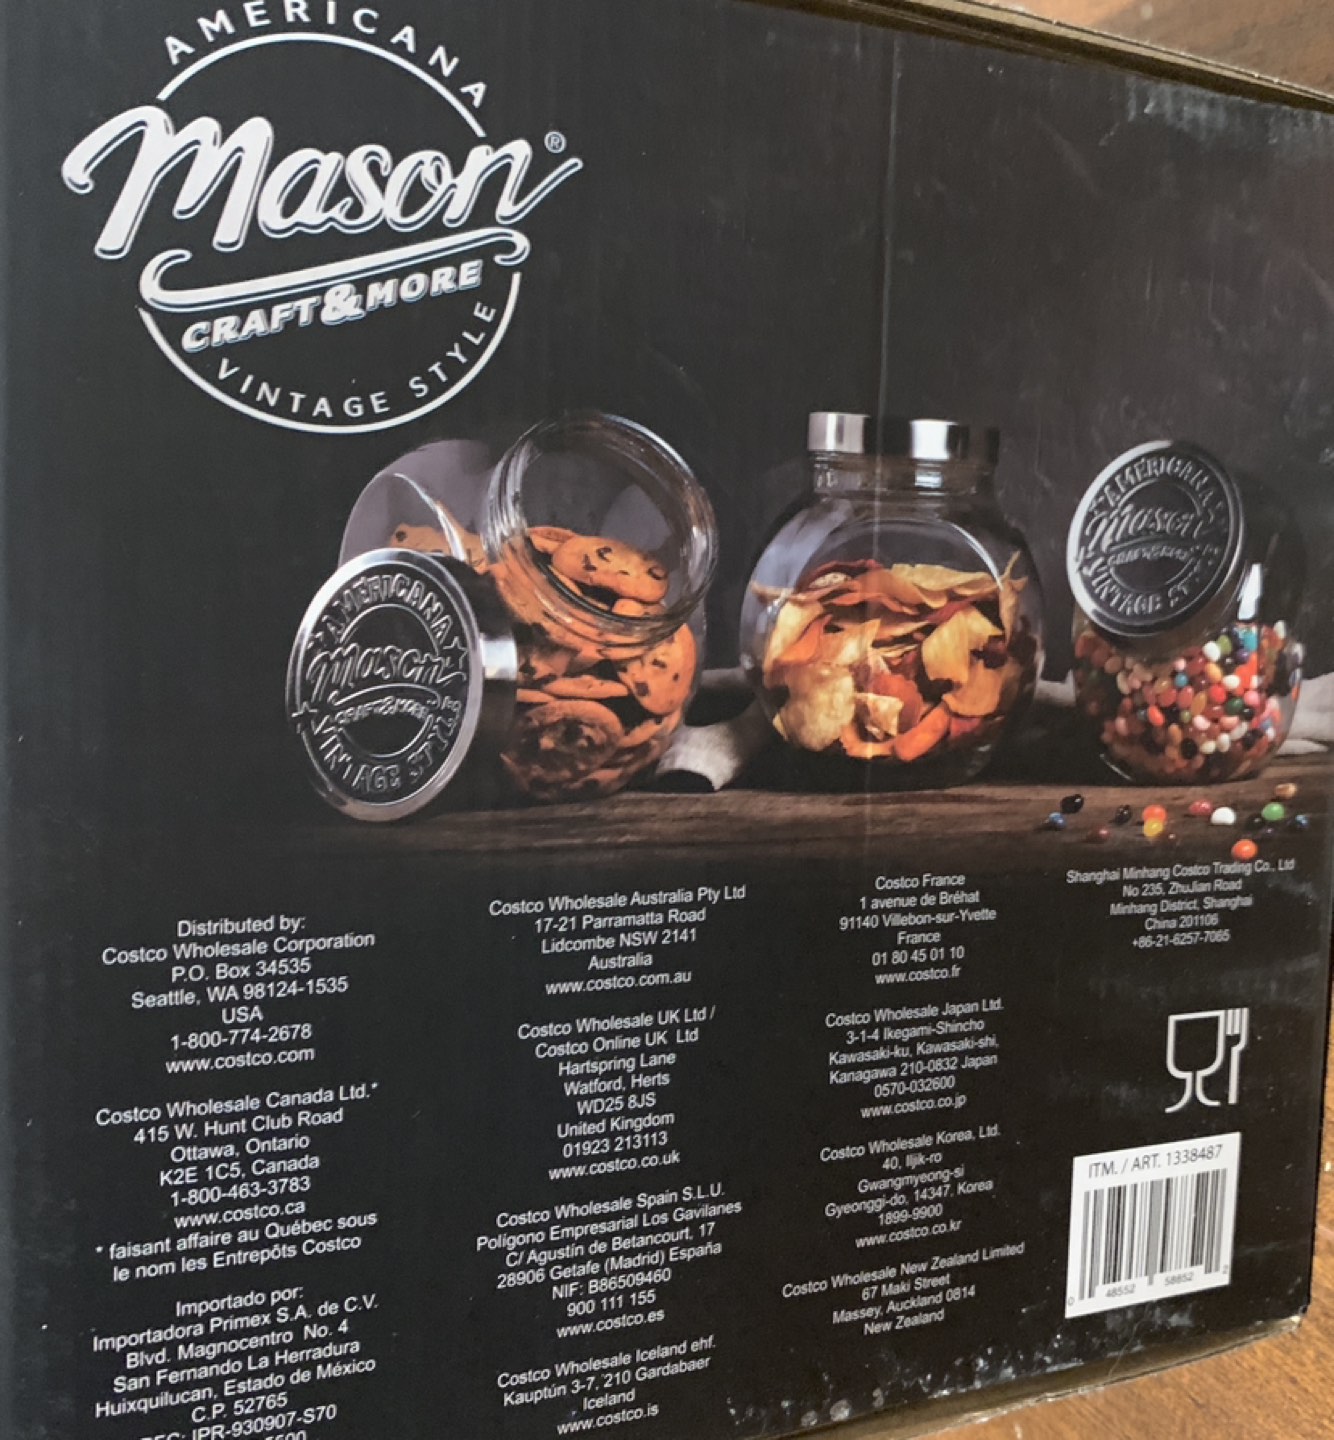 AMERICANA
Mason®
CRAFT & MORE
VINTAGE STYLE
AMERICANA
Mason
CRAFT & MORE
VINTAGE STYLE
AMERICANA
Mason
CRAFT & MORE
VINTAGE ST
Distributed by:
Costco Wholesale Corporation
P.O. Box 34535
Seattle, WA 98124-1535
USA
1-800-774-2678
www.costco.com
Costco Wholesale Canada Ltd.*
415 W. Hunt Club Road
Ottawa, Ontario
K2E 1C5, Canada
1-800-463-3783
www.costco.ca
* faisant affaire au Québec sous
le nom les Entrepôts Costco
Importado por:
Importadora Primex S.A. de C.V.
Blvd. Magnocentro No. 4
San Fernando La Herradura
Huixquilucan, Estado de México
C.P. 52765
IPR-930907-S70
Costco Wholesale Australia Pty Ltd
17-21 Parramatta Road
Lidcombe NSW 2141
Australia
www.costco.com.au
Costco Wholesale UK Ltd /
Costco Online UK Ltd
Hartspring Lane
Watford, Herts
WD25 8JS
United Kingdom
01923 213113
www.costco.co.uk
Costco Wholesale Spain S.L.U.
Polígono Empresarial Los Gavilanes
C/ Agustín de Betancourt, 17
28906 Getafe (Madrid) España
NIF: B86509460
900 111 155
www.costco.es
Costco Wholesale Iceland ehf.
Kauptún 3-7, 210 Gardabaer
Iceland
www.costco.is
Costco France
1 avenue de Bréhat
91140 Villebon-sur-Yvette
France
01 80 45 01 10
www.costco.fr
Costco Wholesale Japan Ltd.
3-1-4 Ikegami-Shincho
Kawasaki-ku, Kawasaki-shi,
Kanagawa 210-0832 Japan
0570-032600
www.costco.co.jp
Costco Wholesale Korea, Ltd.
40, Iljik-ro
Gwangmyeong-si
Gyeonggi-do, 14347, Korea
1899-9900
www.costco.co.kr
Costco Wholesale New Zealand Limited
67 Maki Street
Massey, Auckland 0814
New Zealand
Shanghai Minhang Costco Trading Co., Ltd
No 235, ZhuJian Road
Minhang District, Shanghai
China 201106
+86-21-6257-7065
ITM. / ART. 1338487
0 48552 58852 2